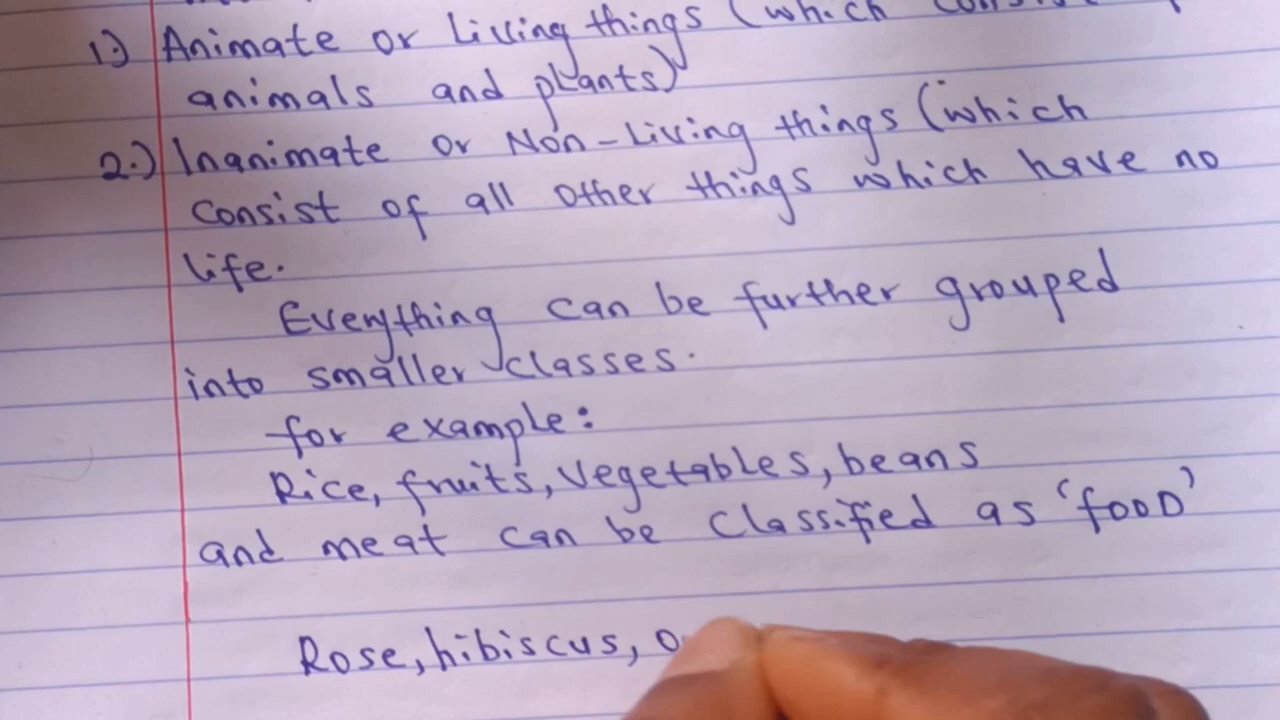 1.) Animate or Living things (which
animals and plants)
2.) Inanimate or Non-Living things (which
consist of all other things which have no
life.
Everything can be further grouped
into smaller classes.
for example:
Rice, fruits, vegetables, beans
and meat can be classified as 'fooD'
Rose, hibiscus,